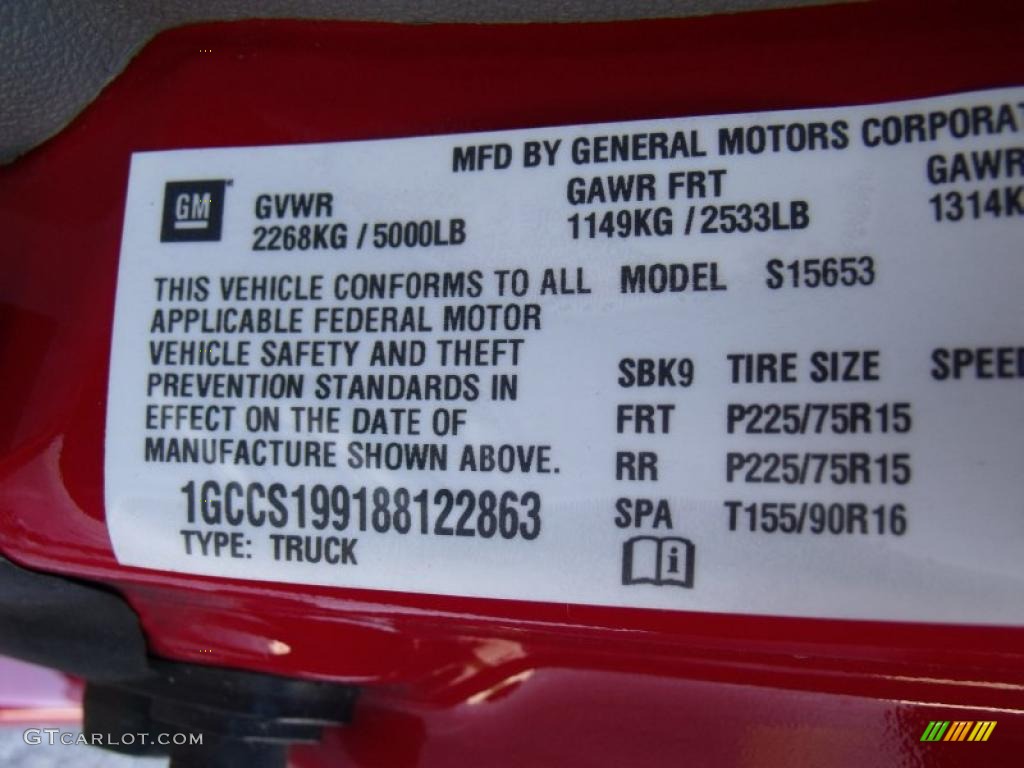 MFD BY GENERAL MOTORS CORPORAT
GM
GVWR
2268KG / 5000LB
GAWR FRT
1149KG / 2533LB
GAWR
1314K
THIS VEHICLE CONFORMS TO ALL
APPLICABLE FEDERAL MOTOR
VEHICLE SAFETY AND THEFT
PREVENTION STANDARDS IN
EFFECT ON THE DATE OF
MANUFACTURE SHOWN ABOVE.
1GCCS199188122863
TYPE: TRUCK
MODEL S15653
SBK9 TIRE SIZE SPEED
FRT P225/75R15
RR P225/75R15
SPA T155/90R16
i
GTCARLOT.COM